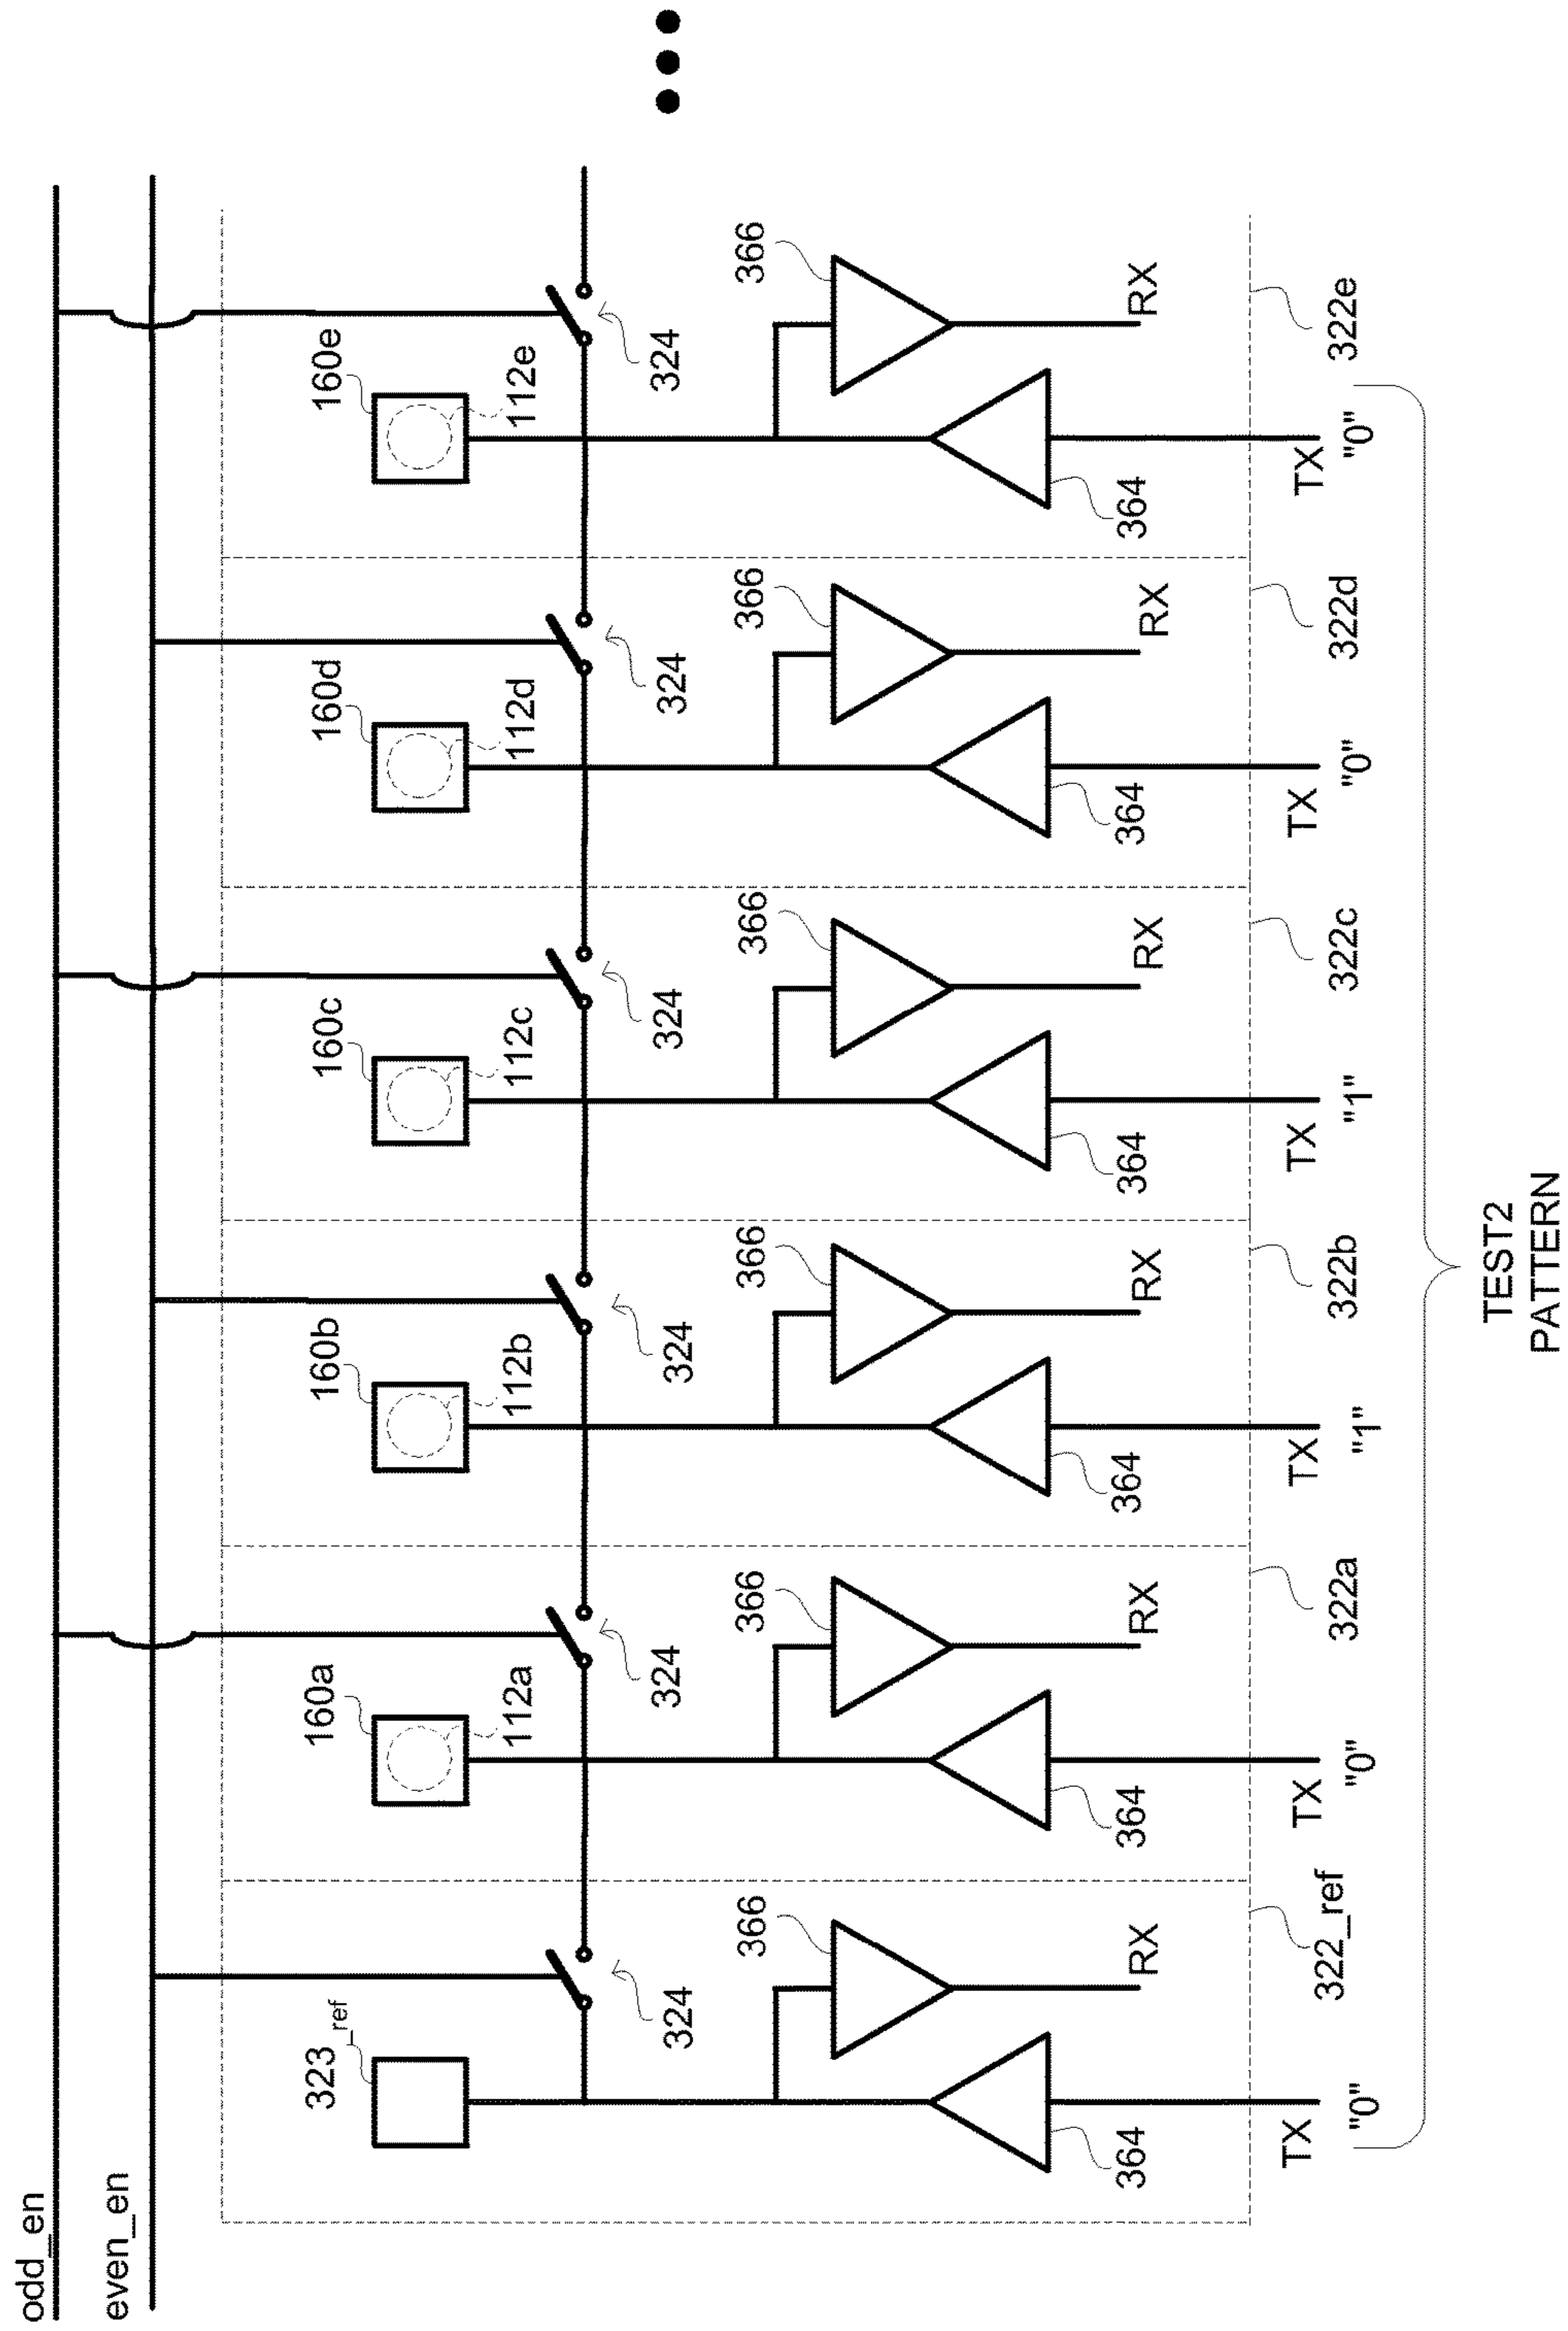 odd_en
even_en
323_ref
160a
112a
160b
112b
160c
112c
160d
112d
160e
112e
324
324
324
324
324
324
366
366
366
366
366
366
364
364
364
364
364
364
RX
RX
RX
RX
RX
RX
TX
TX
TX
TX
TX
TX
322_ref
322a
322b
322c
322d
322e
"0"
"0"
"1"
"1"
"0"
"0"
TEST2
PATTERN